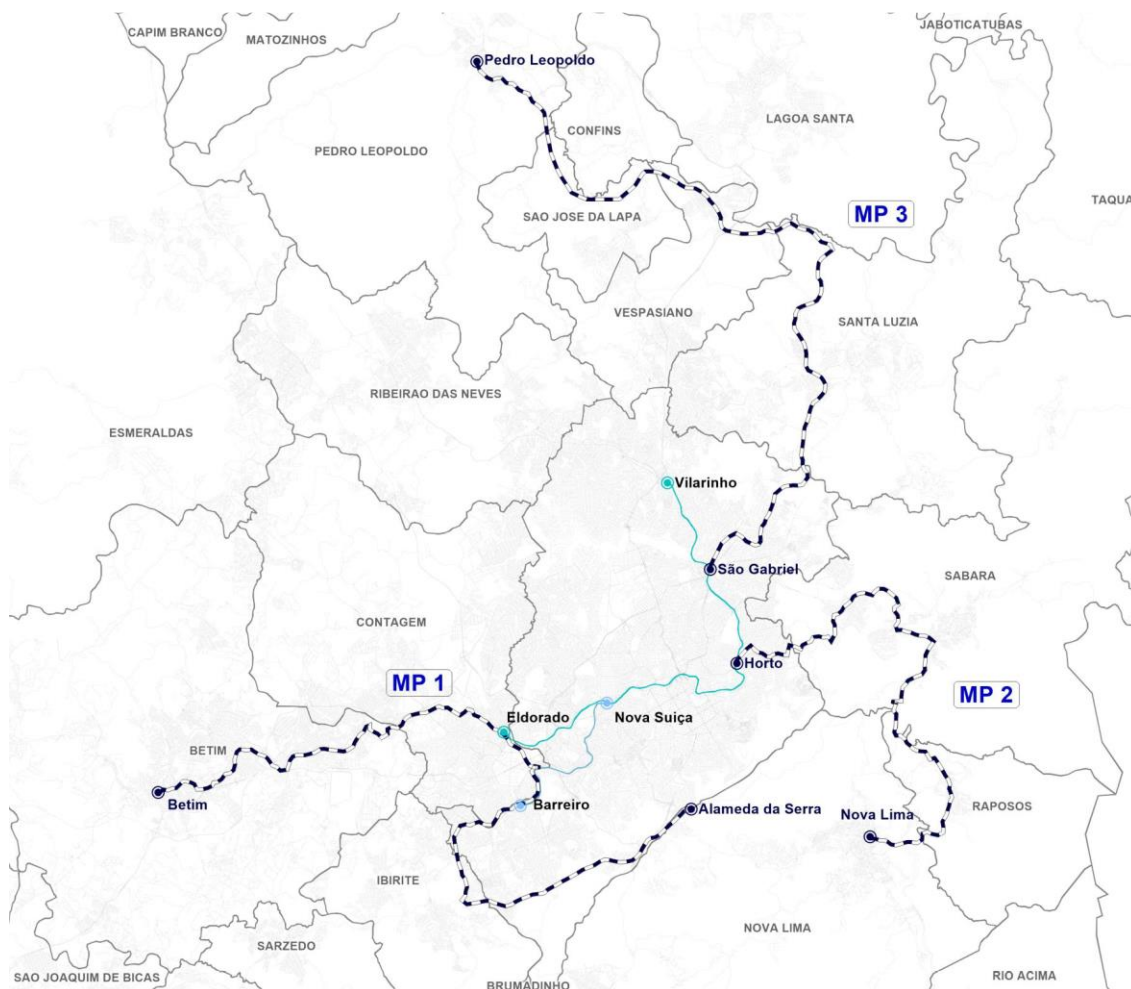 JABOTICATUBAS
CAPIM BRANCO
MATOZINHOS
Pedro Leopoldo
LAGOA SANTA
CONFINS
PEDRO LEOPOLDO
TAQUA
MP 3
SAO JOSE DA LAPA
VESPASIANO
SANTA LUZIA
RIBEIRAO DAS NEVES
ESMERALDAS
Vilarinho
São Gabriel
SABARA
CONTAGEM
Horto
MP 1
MP 2
Eldorado
Nova Suiça
BETIM
Betim
Barreiro
Alameda da Serra
Nova Lima
RAPOSOS
IBIRITE
NOVA LIMA
SARZEDO
SAO JOAQUIM DE BICAS
RIO ACIMA
BRUMADINHO